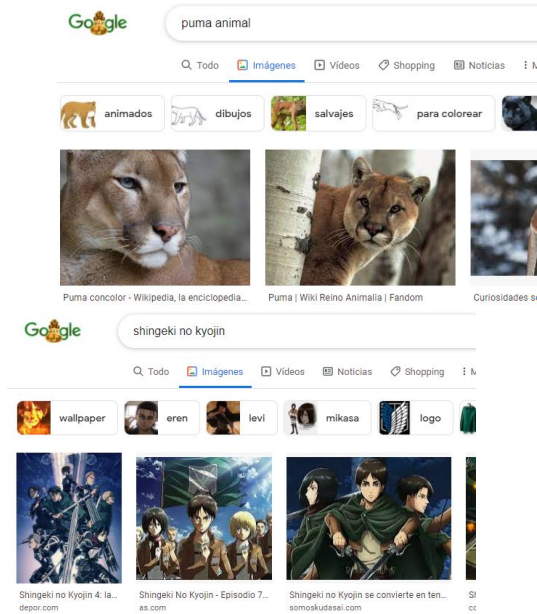 Google
puma animal
Todo Imágenes Vídeos Shopping Noticias
animados dibujos salvajes para colorear
Puma concolor - Wikipedia, la enciclopedia... Puma | Wiki Reino Animalia | Fandom Curiosidades
Google
shingeki no kyojin
Todo Imágenes Vídeos Noticias Shopping
wallpaper eren levi mikasa logo
Shingeki no Kyojin 4: la... Shingeki No Kyojin - Episodio 7... Shingeki no Kyojin se convierte en ten...
depor.com as.com somoskudasai.com